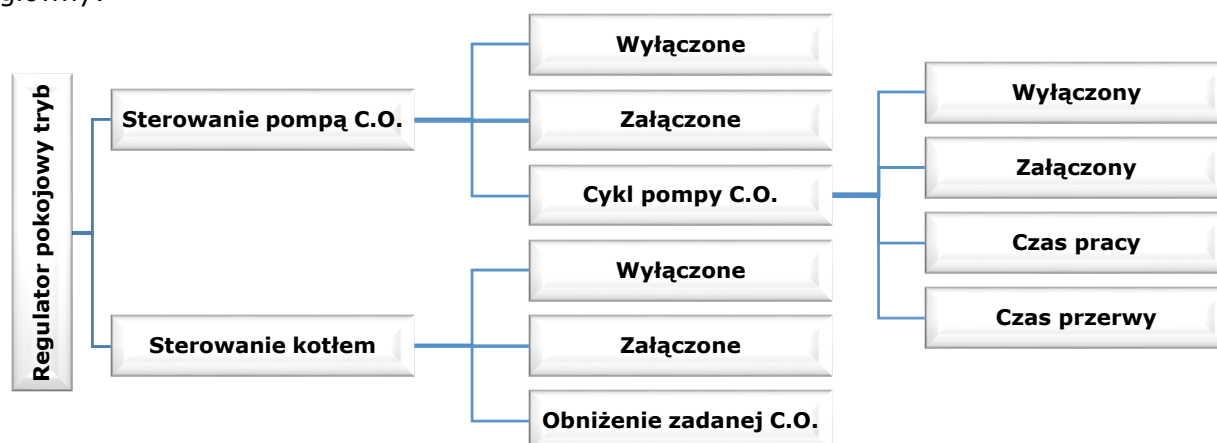 główny:
Regulator pokojowy tryb
Sterowanie pompą C.O.
Wyłączone
Załączone
Cykl pompy C.O.
Wyłączony
Załączony
Czas pracy
Czas przerwy
Sterowanie kotłem
Wyłączone
Załączone
Obniżenie zadanej C.O.